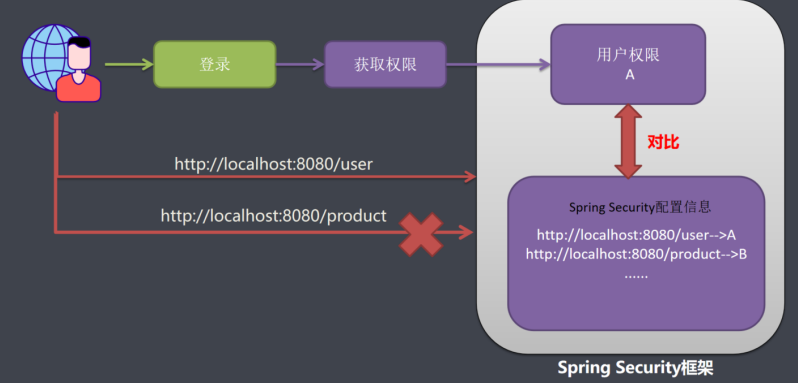 登录
获取权限
用户权限
A
对比
http://localhost:8080/user
http://localhost:8080/product
Spring Security配置信息
http://localhost:8080/user-->A
http://localhost:8080/product-->B
......
Spring Security框架